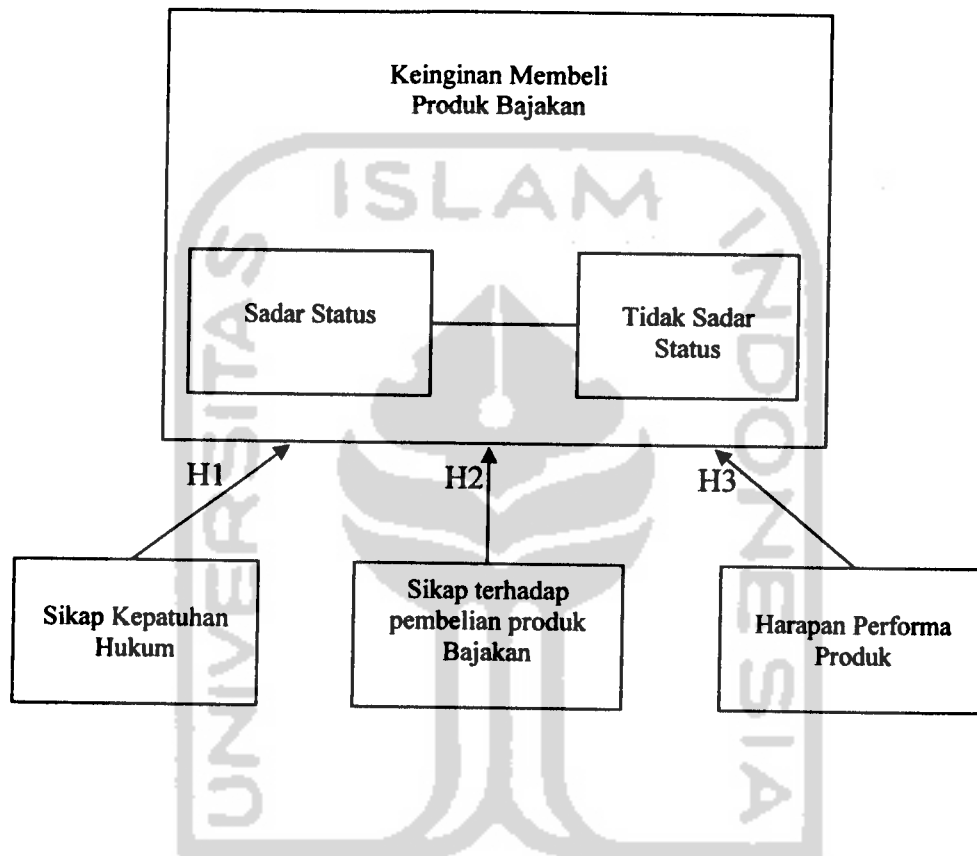 Keinginan Membeli
Produk Bajakan
ISLAM
UNIVERSITAS
INDONESIA
Sadar Status
Tidak Sadar
Status
H1
H2
H3
Sikap Kepatuhan
Hukum
Sikap terhadap
pembelian produk
Bajakan
Harapan Performa
Produk